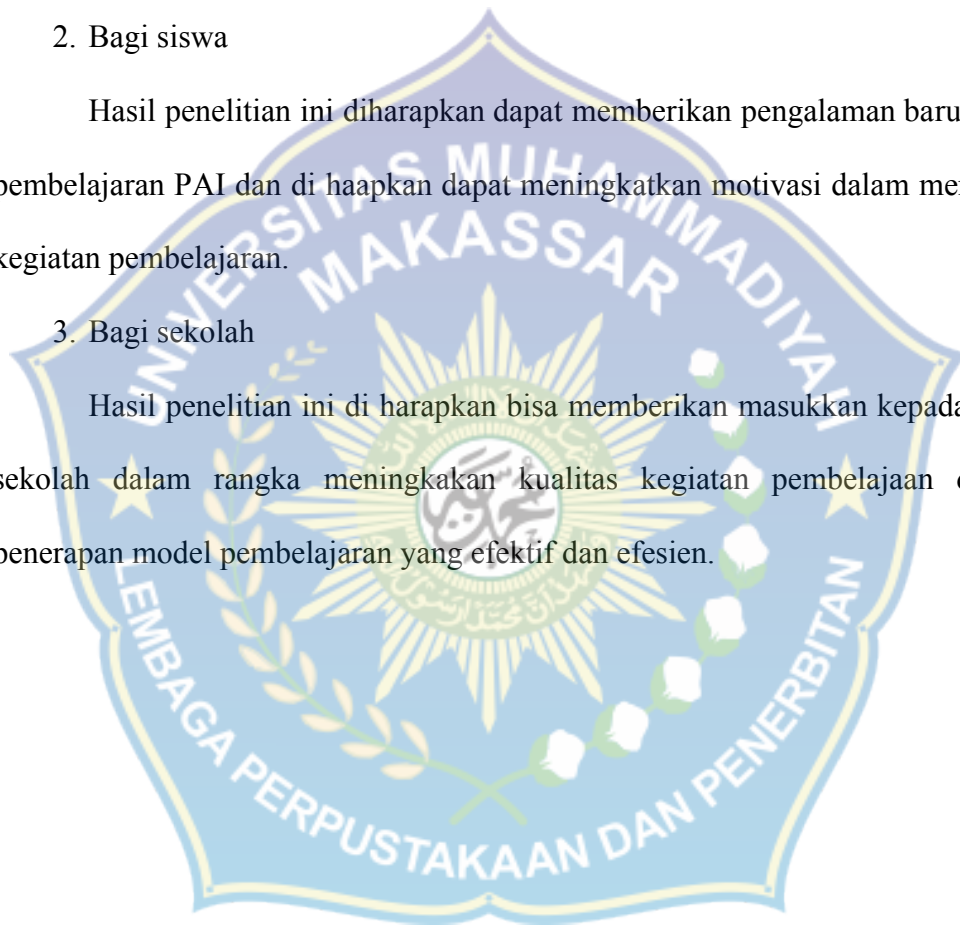 2. Bagi siswa
Hasil penelitian ini diharapkan dapat memberikan pengalaman baru
pembelajaran PAI dan di haapkan dapat meningkatkan motivasi dalam
kegiatan pembelajaran.
3. Bagi sekolah
Hasil penelitian ini di harapkan bisa memberikan masukkan kepada
sekolah dalam rangka meningkakan kualitas kegiatan pembelajaan
penerapan model pembelajaran yang efektif dan efesien.
UNIVERSITAS MUHAMMADIYAH
MAKASSAR
LEMBAGA PERPUSTAKAAN DAN PENERBITAN